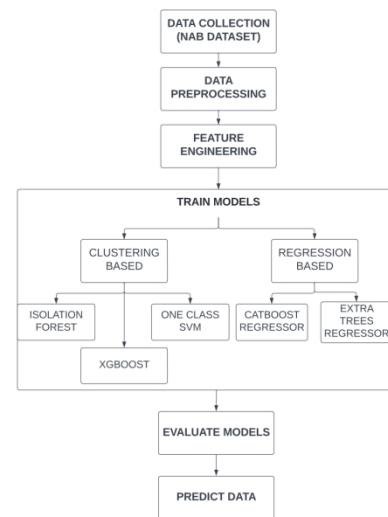 DATA COLLECTION
(NAB DATASET)
DATA
PREPROCESSING
FEATURE
ENGINEERING
TRAIN MODELS
CLUSTERING
BASED
REGRESSION
BASED
ISOLATION
FOREST
XGBOOST
ONE CLASS
SVM
CATBOOST
REGRESSOR
EXTRA
TREES
REGRESSOR
EVALUATE MODELS
PREDICT DATA